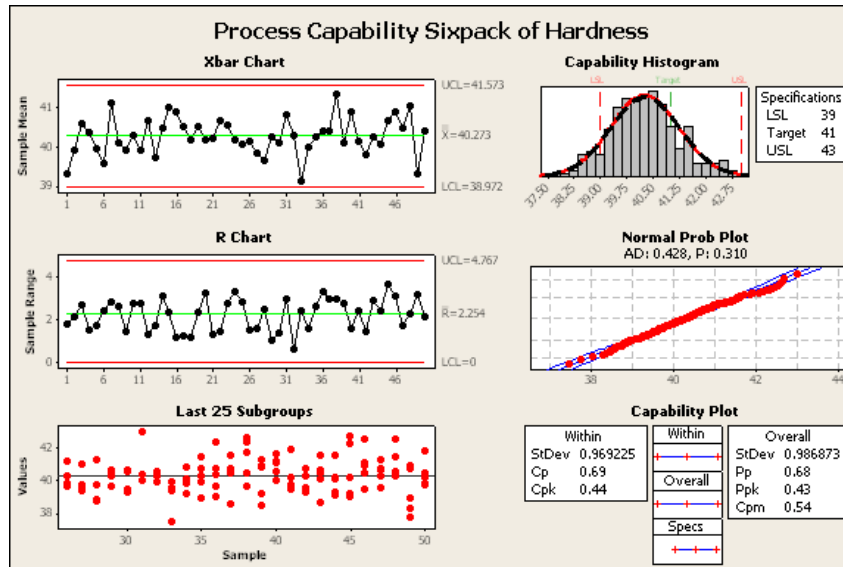 Process Capability Sixpack of Hardness
Xbar Chart
Sample Mean
41
40
39
1 6 11 16 21 26 31 36 41 46
UCL=41.573
X=40.273
LCL=38.972
Capability Histogram
LSL Target USL
37.50 38.25 39.00 39.75 40.50 41.25 42.00 42.75
Specifications
LSL 39
Target 41
USL 43
R Chart
Sample Range
4
2
0
1 6 11 16 21 26 31 36 41 46
UCL=4.767
R=2.254
LCL=0
Normal Prob Plot
AD: 0.428, P: 0.310
38 40 42 44
Last 25 Subgroups
Values
42
40
38
30 35 40 45 50
Sample
Capability Plot
Within
StDev 0.969225
Cp 0.69
Cpk 0.44
Within
Overall
Specs
Overall
StDev 0.986873
Pp 0.68
Ppk 0.43
Cpm 0.54